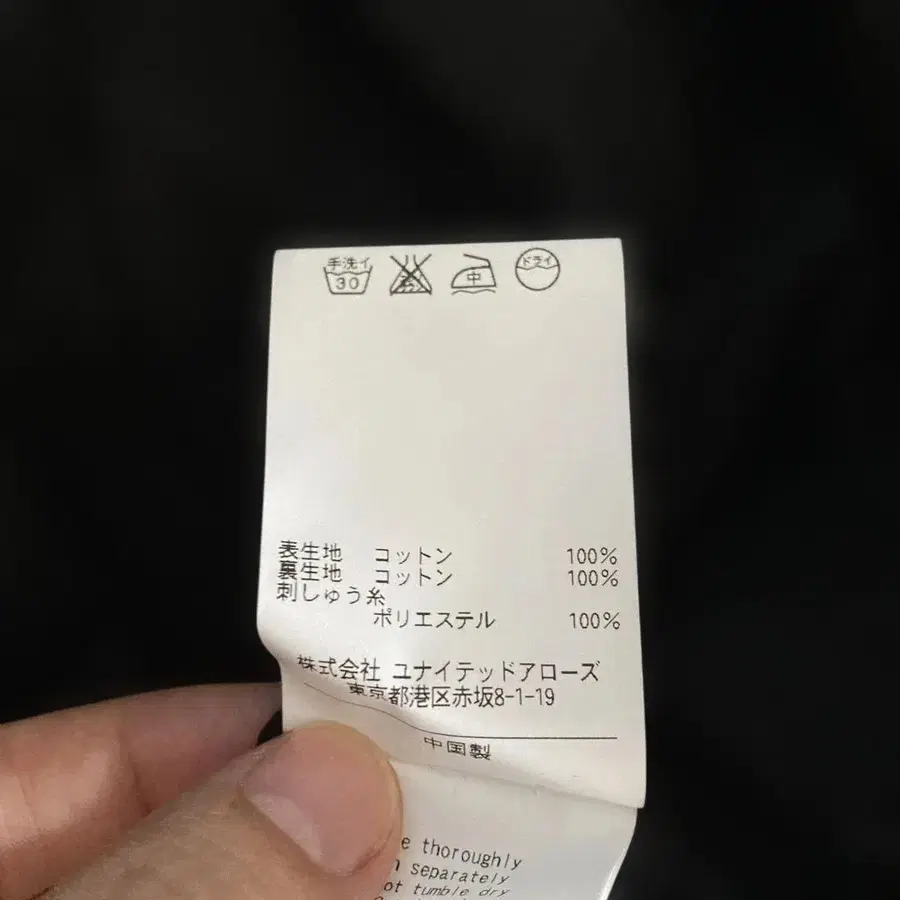 手洗イ
30
中
ドライ
表生地 コットン 100%
裏生地 コットン 100%
刺しゅう糸
ポリエステル 100%
株式会社 ユナイテッドアローズ
東京都港区赤坂8-1-19
中国製
thoroughly
separately
tumble dry